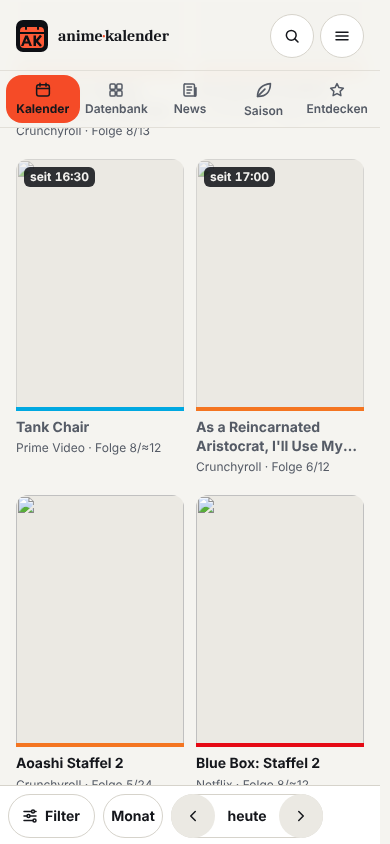 AK
anime·kalender
Kalender
Datenbank
News
Saison
Entdecken
Crunchyroll · Folge 8/13
seit 16:30
seit 17:00
Tank Chair
Prime Video · Folge 8/≈12
As a Reincarnated
Aristocrat, I'll Use My...
Crunchyroll · Folge 6/12
Aoashi Staffel 2
Crunchyroll · Folge 5/24
Blue Box: Staffel 2
Netflix · Folge 8/≈12
Filter
Monat
heute